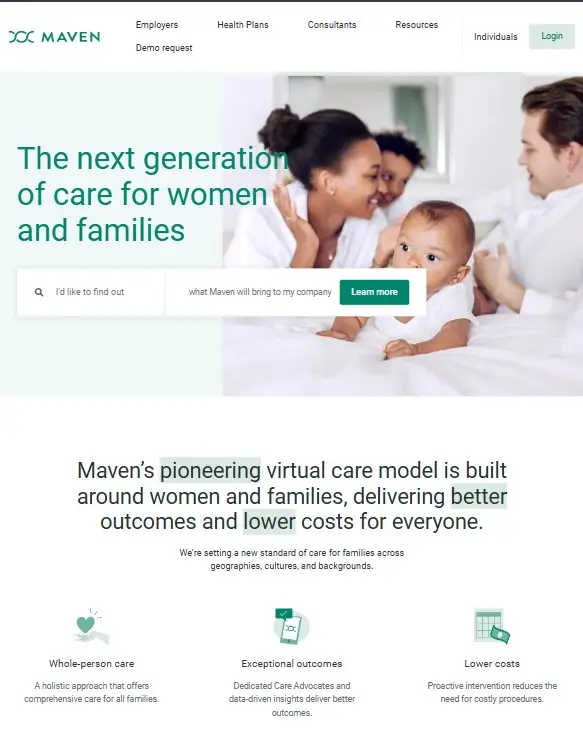 MAVEN
Employers
Health Plans
Consultants
Resources
Demo request
Individuals
Login
The next generation
of care for women
and families
I'd like to find out
what Maven will bring to my company
Learn more
Maven's pioneering virtual care model is built
around women and families, delivering better
outcomes and lower costs for everyone.
We're setting a new standard of care for families across
geographies, cultures, and backgrounds.
Whole-person care
A holistic approach that offers
comprehensive care for all families.
Exceptional outcomes
Dedicated Care Advocates and
data-driven insights deliver better
outcomes.
Lower costs
Proactive intervention reduces the
need for costly procedures.